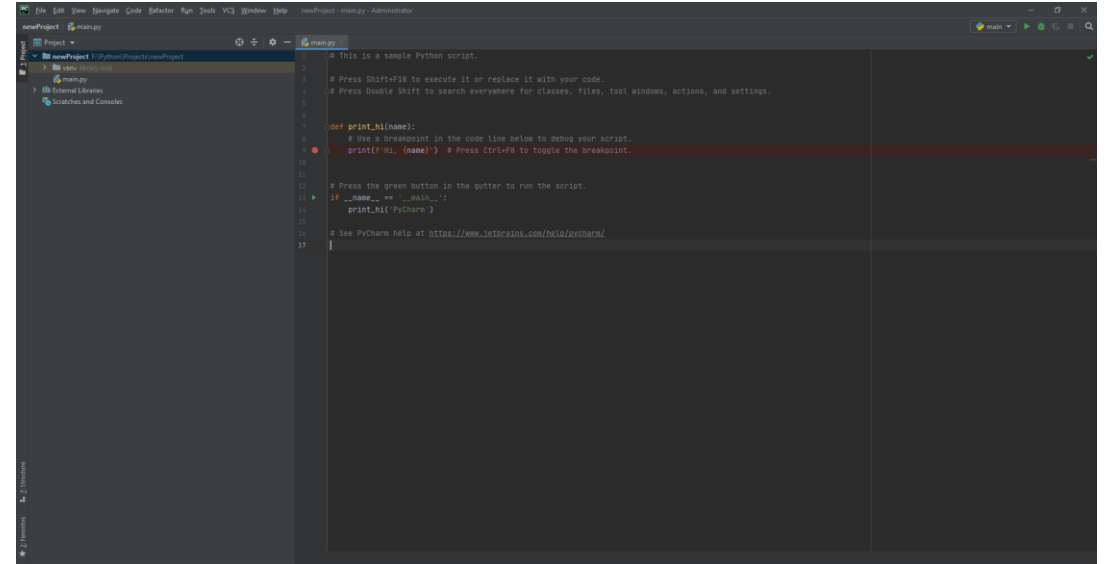 File Edit View Navigate Code Refactor Run Tools VCS Window Help newProject - main.py - Administrator
newProject main.py main
Project main.py
1: Project
newProject F:\Python\Projects\newProject
venv library root
main.py
External Libraries
Scratches and Consoles
1 # This is a sample Python script.
2
3 # Press Shift+F10 to execute it or replace it with your code.
4 # Press Double Shift to search everywhere for classes, files, tool windows, actions, and settings.
5
6
7 def print_hi(name):
8 # Use a breakpoint in the code line below to debug your script.
9 print(f'Hi, {name}') # Press Ctrl+F8 to toggle the breakpoint.
10
11
12 # Press the green button in the gutter to run the script.
13 if __name__ == '__main__':
14 print_hi('PyCharm')
15
16 # See PyCharm help at https://www.jetbrains.com/help/pycharm/
17
Z: Structure
2: Favorites